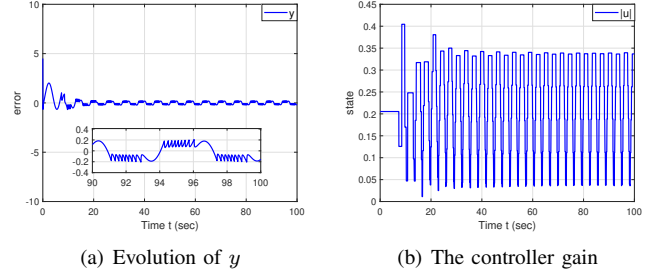 10
5
0
-5
-10
error
y
0.4
0.2
0
-0.2
-0.4
90 92 94 96 98 100
0 20 40 60 80 100
Time t (sec)
(a) Evolution of y
0.45
0.4
0.35
0.3
0.25
0.2
0.15
0.1
0.05
0
state
|u|
0 20 40 60 80 100
Time t (sec)
(b) The controller gain